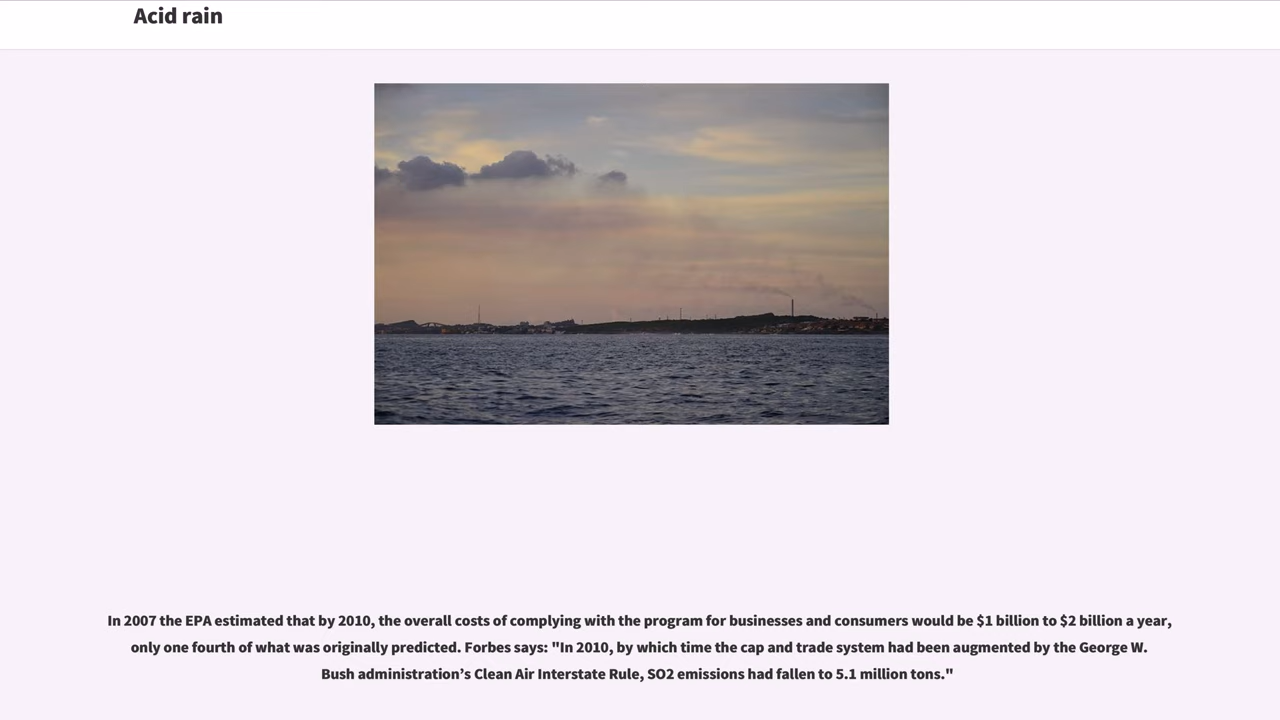 Acid rain
In 2007 the EPA estimated that by 2010, the overall costs of complying with the program for businesses and consumers would be $1 billion to $2 billion a year,
only one fourth of what was originally predicted. Forbes says: "In 2010, by which time the cap and trade system had been augmented by the George W.
Bush administration’s Clean Air Interstate Rule, SO2 emissions had fallen to 5.1 million tons."